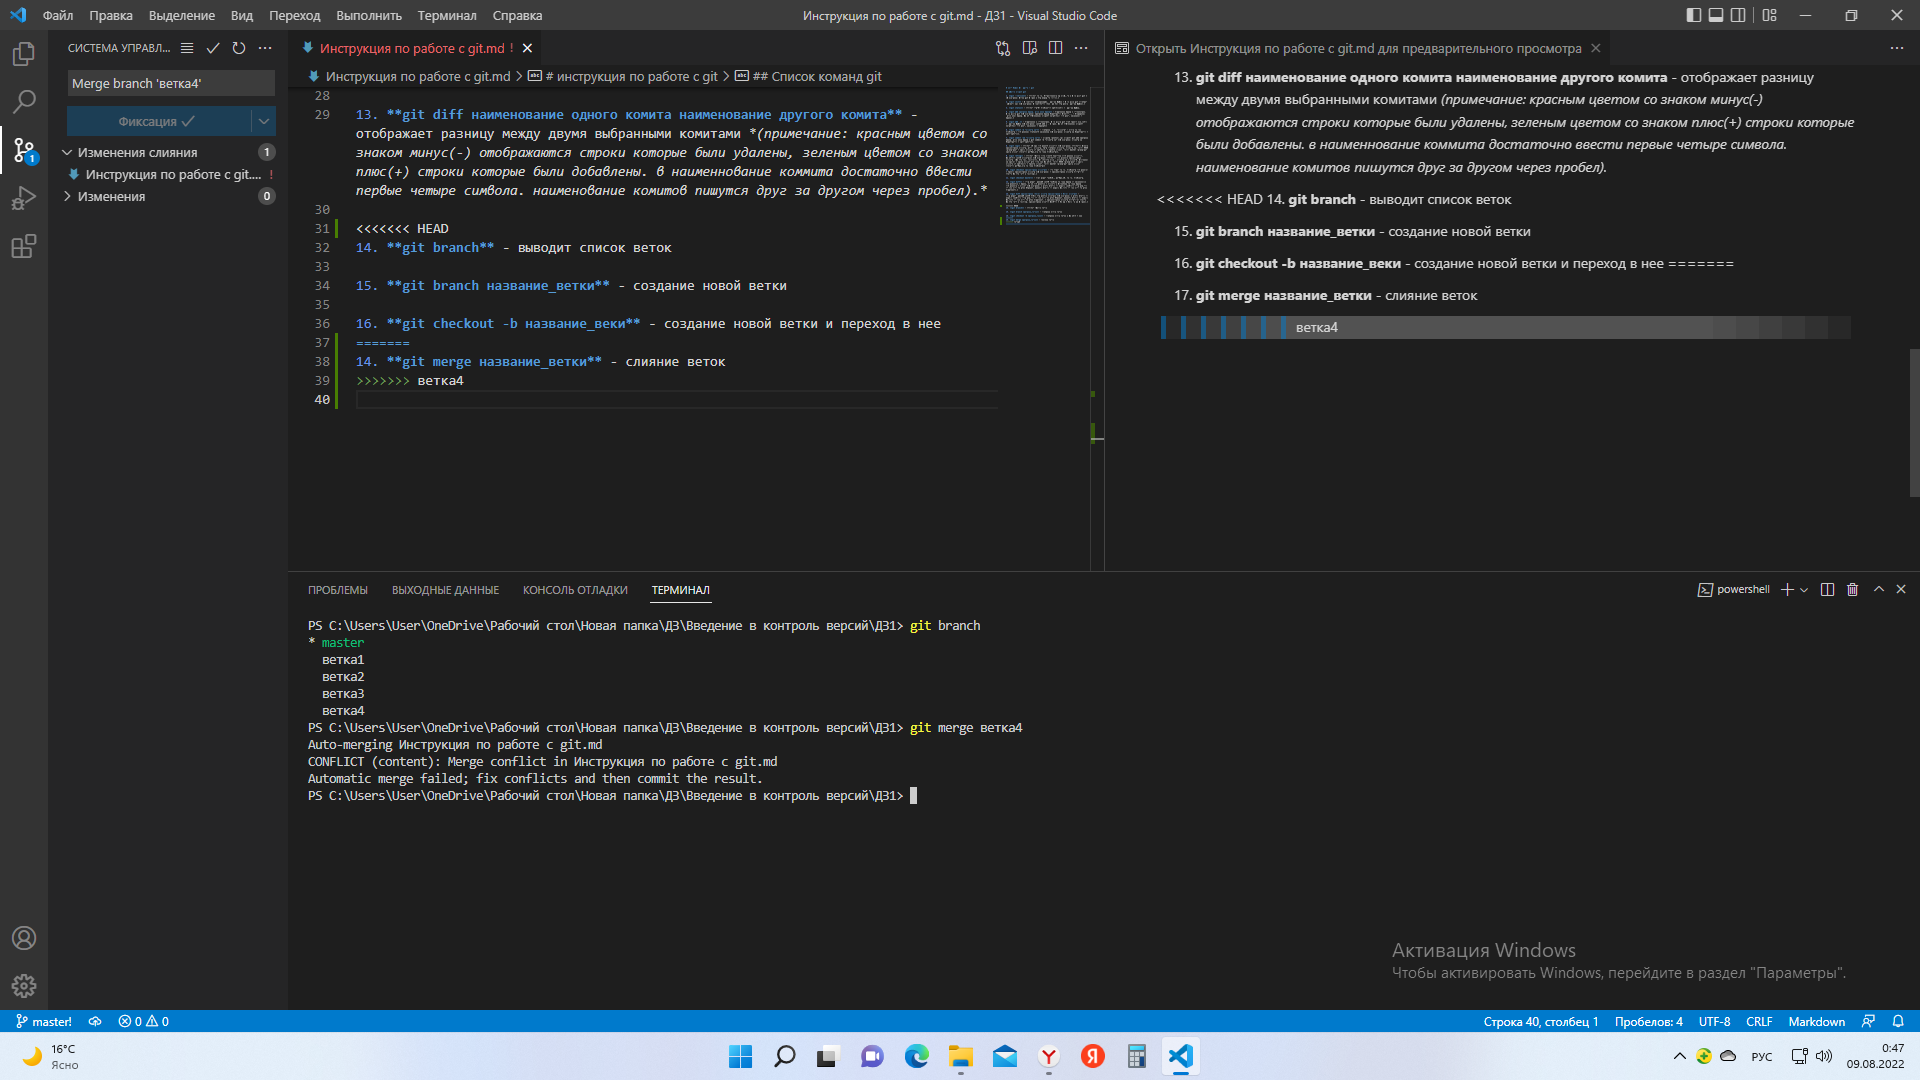 Файл Правка Выделение Вид Переход Выполнить Терминал Справка
Инструкция по работе с git.md - ДЗ1 - Visual Studio Code
СИСТЕМА УПРАВЛ...
Merge branch 'ветка4'
Фиксация
Изменения слияния 1
Инструкция по работе с git.... !
Изменения 0
1
Инструкция по работе с git.md !
Инструкция по работе с git.md > # инструкция по работе с git > ## Список команд git
28
29 13. **git diff наименование одного комита наименование другого комита** -
отображает разницу между двумя выбранными комитами *(примечание: красным цветом со
знаком минус(-) отображаются строки которые были удалены, зеленым цветом со знаком
плюс(+) строки которые были добавлены. в наименнование коммита достаточно ввести
первые четыре символа. наименование комитов пишутся друг за другом через пробел).*
30
31 <<<<<<< HEAD
32 14. **git branch** - выводит список веток
33
34 15. **git branch название_ветки** - создание новой ветки
35
36 16. **git checkout -b название_веки** - создание новой ветки и переход в нее
37 =======
38 14. **git merge название_ветки** - слияние веток
39 >>>>>>> ветка4
40
Открыть Инструкция по работе с git.md для предварительного просмотра
13. git diff наименование одного комита наименование другого комита - отображает разницу
между двумя выбранными комитами (примечание: красным цветом со знаком минус(-)
отображаются строки которые были удалены, зеленым цветом со знаком плюс(+) строки которые
были добавлены. в наименнование коммита достаточно ввести первые четыре символа.
наименование комитов пишутся друг за другом через пробел).
<<<<<<< HEAD 14. git branch - выводит список веток
15. git branch название_ветки - создание новой ветки
16. git checkout -b название_веки - создание новой ветки и переход в нее =======
17. git merge название_ветки - слияние веток
ветка4
ПРОБЛЕМЫ ВЫХОДНЫЕ ДАННЫЕ КОНСОЛЬ ОТЛАДКИ ТЕРМИНАЛ
powershell
PS C:\Users\User\OneDrive\Рабочий стол\Новая папка\ДЗ\Введение в контроль версий\ДЗ1> git branch
* master
ветка1
ветка2
ветка3
ветка4
PS C:\Users\User\OneDrive\Рабочий стол\Новая папка\ДЗ\Введение в контроль версий\ДЗ1> git merge ветка4
Auto-merging Инструкция по работе с git.md
CONFLICT (content): Merge conflict in Инструкция по работе с git.md
Automatic merge failed; fix conflicts and then commit the result.
PS C:\Users\User\OneDrive\Рабочий стол\Новая папка\ДЗ\Введение в контроль версий\ДЗ1>
Активация Windows
Чтобы активировать Windows, перейдите в раздел "Параметры".
master! 0 0
Строка 40, столбец 1 Пробелов: 4 UTF-8 CRLF Markdown
16°C
Ясно
РУС
0:47
09.08.2022